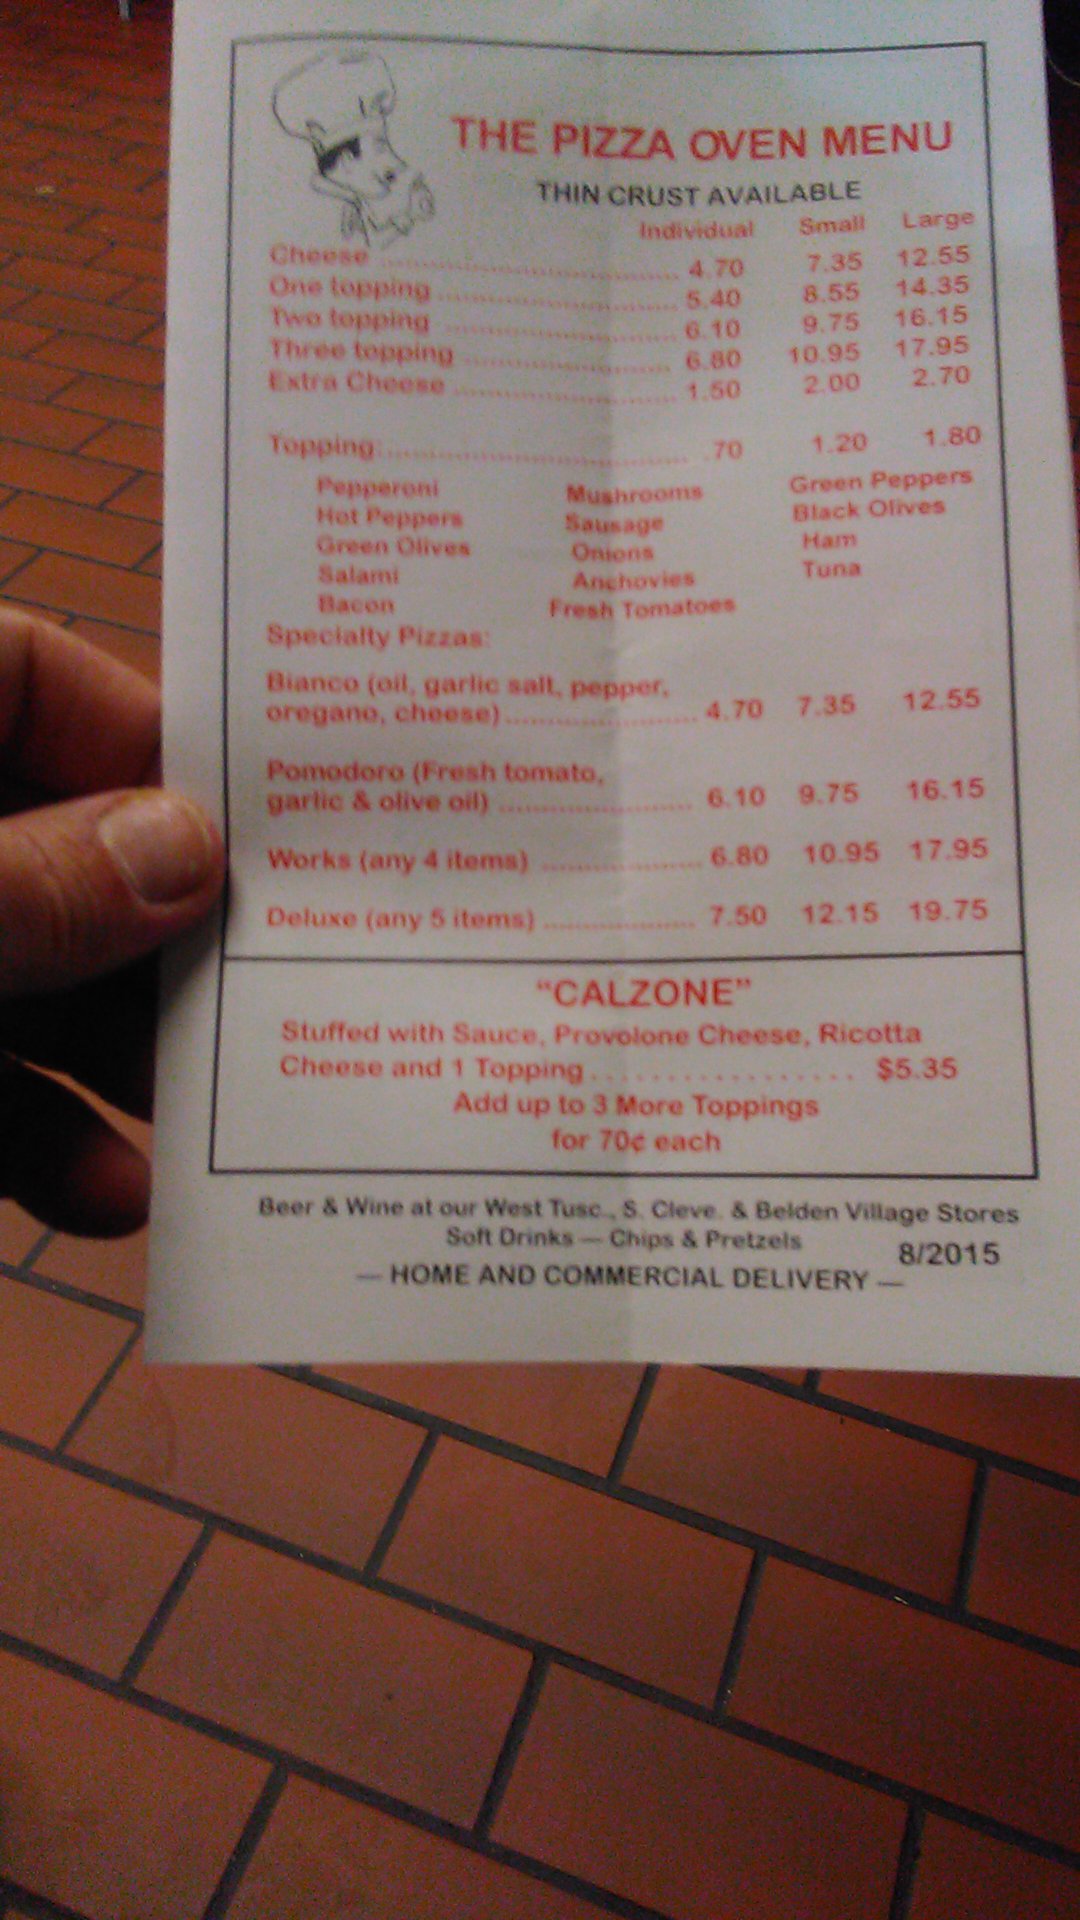 THE PIZZA OVEN MENU
THIN CRUST AVAILABLE
Individual Small Large
Cheese ........................................ 4.70 7.35 12.55
One topping ................................ 5.40 8.55 14.35
Two topping ............................... 6.10 9.75 16.15
Three topping ............................ 6.80 10.95 17.95
Extra Cheese ............................. 1.50 2.00 2.70
Topping:....................................... .70 1.20 1.80
Pepperoni Mushrooms Green Peppers
Hot Peppers Sausage Black Olives
Green Olives Onions Ham
Salami Anchovies Tuna
Bacon Fresh Tomatoes
Specialty Pizzas:
Bianco (oil, garlic salt, pepper,
oregano, cheese)......................... 4.70 7.35 12.55
Pomodoro (Fresh tomato,
garlic & olive oil) ......................... 6.10 9.75 16.15
Works (any 4 items) ..................... 6.80 10.95 17.95
Deluxe (any 5 items) .................... 7.50 12.15 19.75
“CALZONE”
Stuffed with Sauce, Provolone Cheese, Ricotta
Cheese and 1 Topping.................. $5.35
Add up to 3 More Toppings
for 70¢ each
Beer & Wine at our West Tusc., S. Cleve. & Belden Village Stores
Soft Drinks — Chips & Pretzels
8/2015
— HOME AND COMMERCIAL DELIVERY —